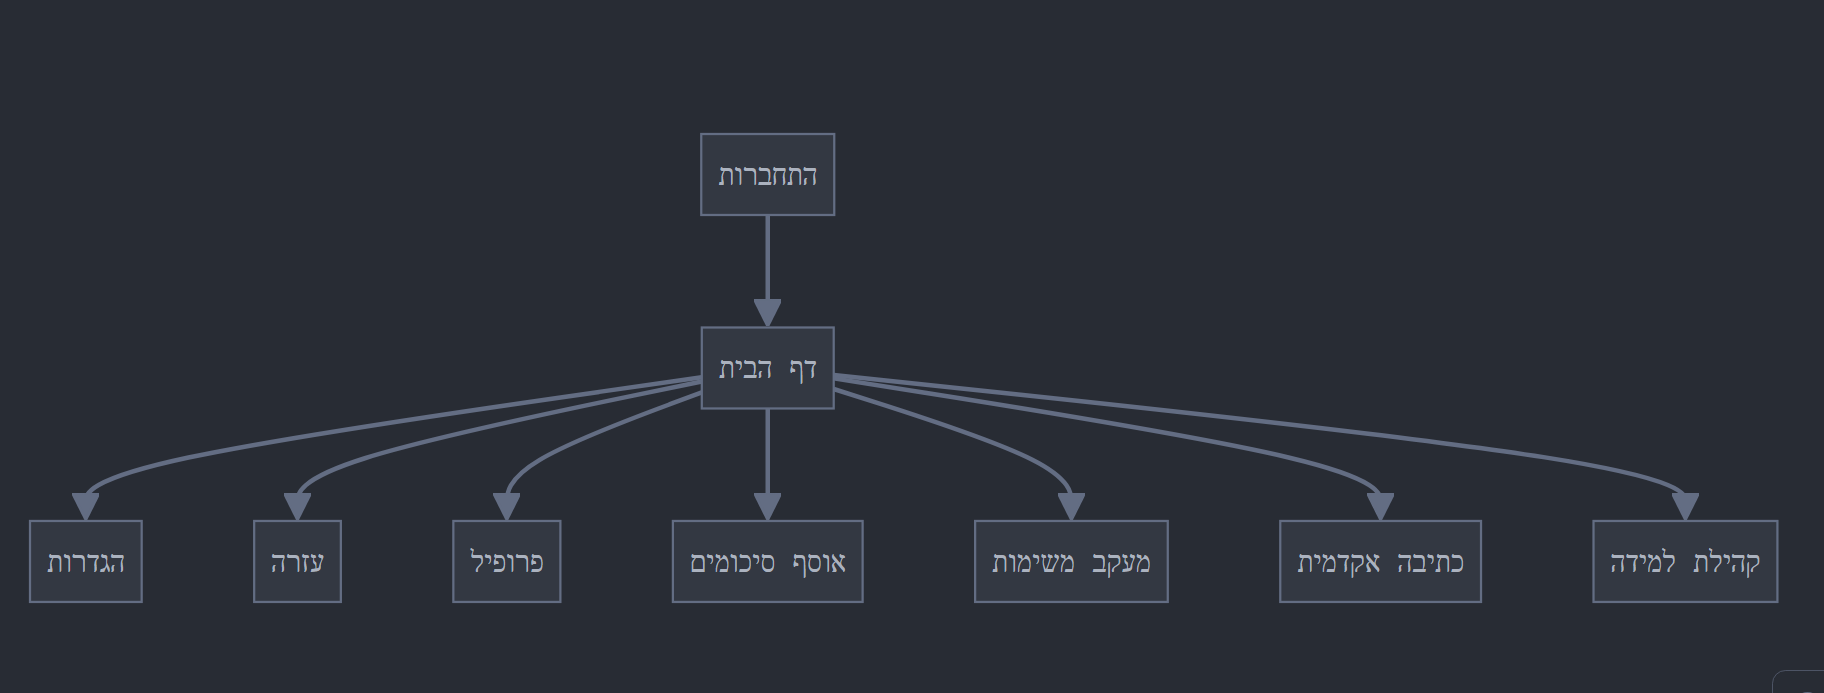 התחברות
דף הבית
קהילת למידה
כתיבה אקדמית
מעקב משימות
אוסף סיכומים
פרופיל
עזרה
הגדרות